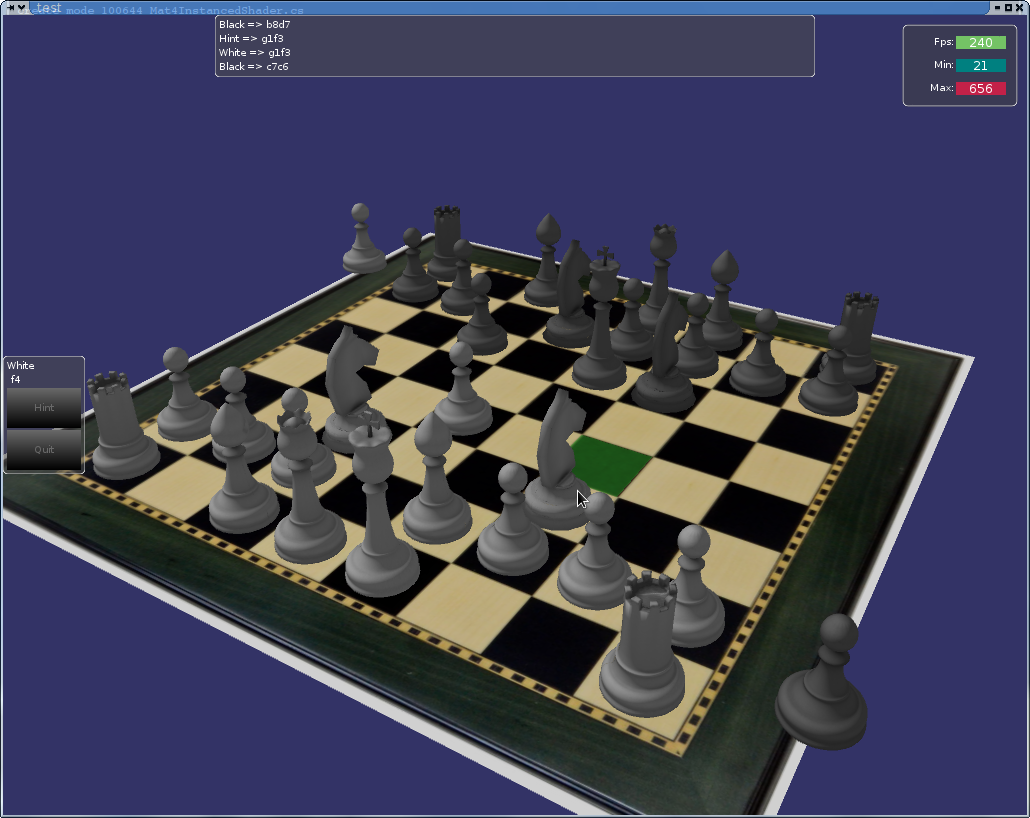 test
mode 100644 Mat4InstancedShader.cs
Black => b8d7
Hint => g1f3
White => g1f3
Black => c7c6
Fps: 240
Min: 21
Max: 656
White
f4
Hint
Quit